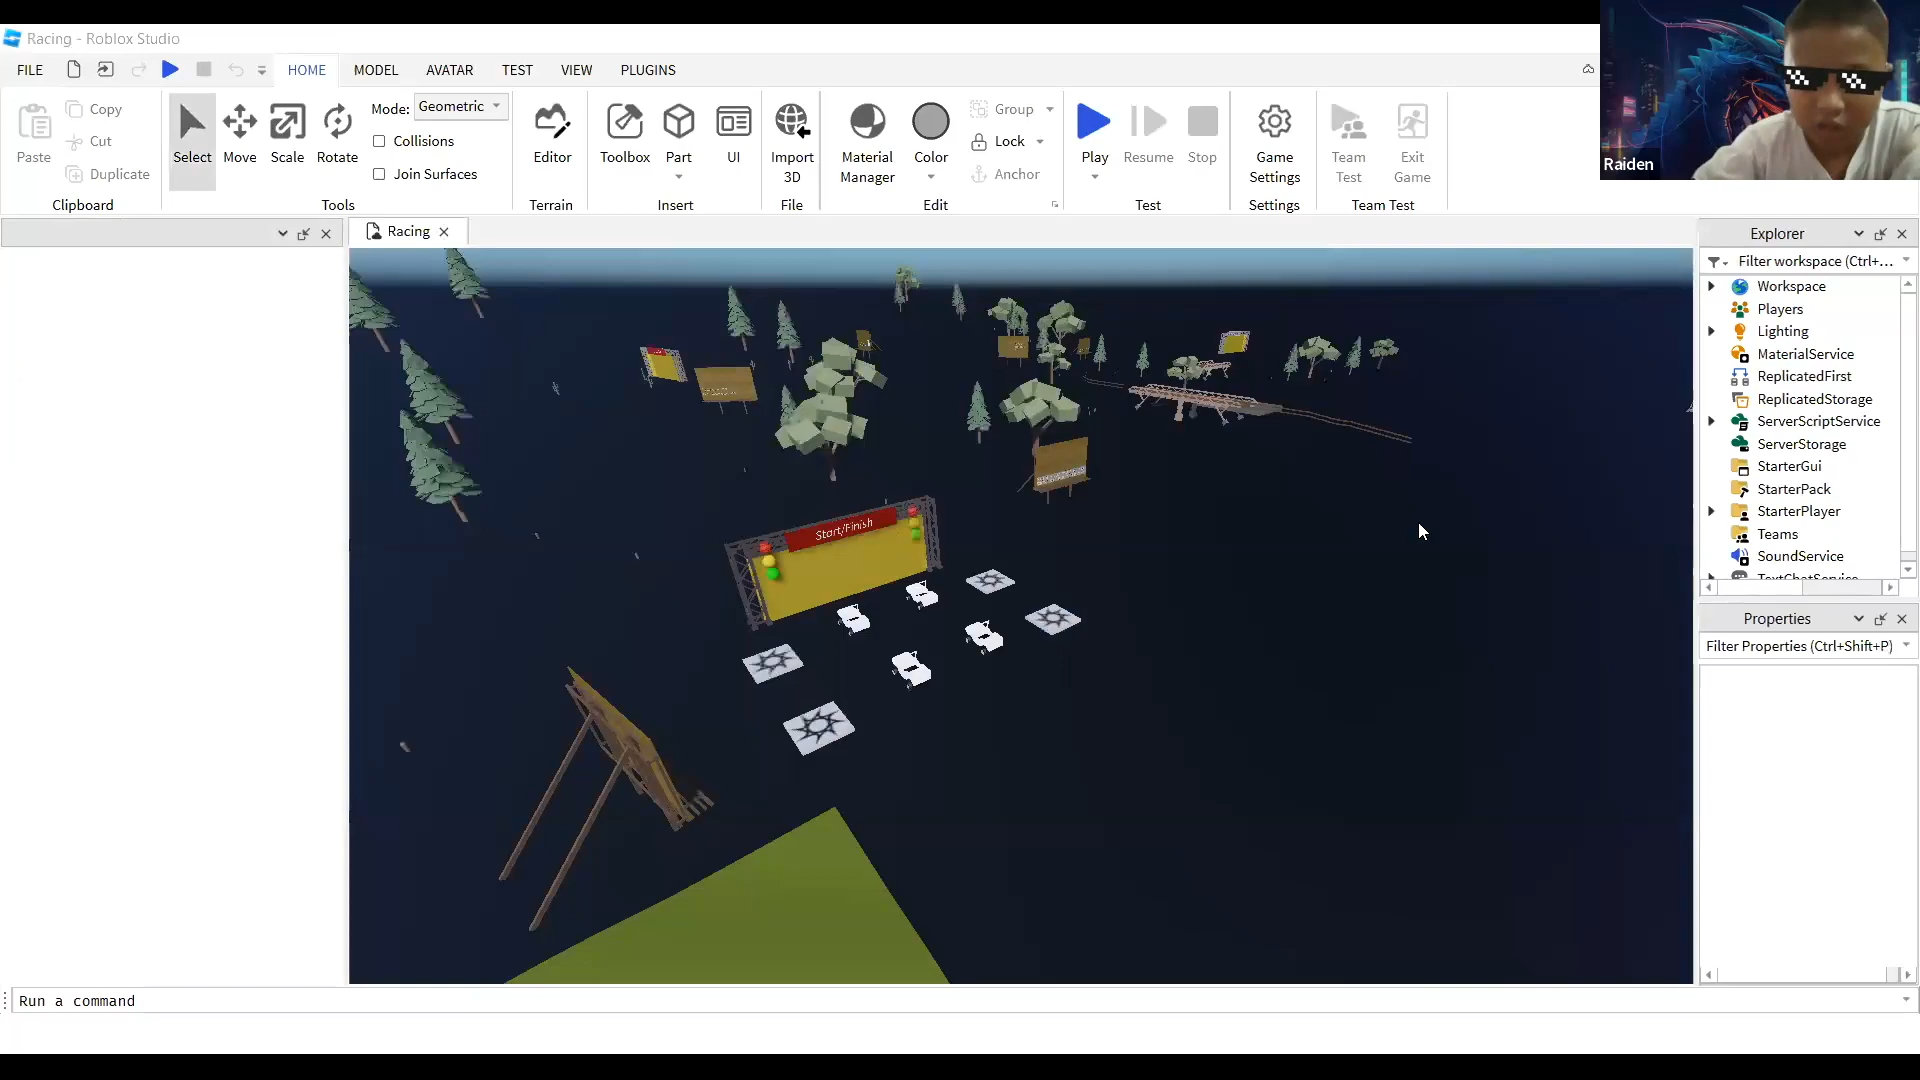 Racing - Roblox Studio
FILE HOME MODEL AVATAR TEST VIEW PLUGINS
Paste
Copy
Cut
Duplicate
Clipboard
Select
Move
Scale
Rotate
Mode: Geometric
Collisions
Join Surfaces
Tools
Editor
Terrain
Toolbox
Part
UI
Insert
Import
3D
File
Material
Manager
Color
Group
Lock
Anchor
Edit
Play
Resume
Stop
Test
Game
Settings
Settings
Team
Test
Exit
Game
Team Test
Raiden
Racing
Start/Finish
Explorer
Filter workspace (Ctrl+...
Workspace
Players
Lighting
MaterialService
ReplicatedFirst
ReplicatedStorage
ServerScriptService
ServerStorage
StarterGui
StarterPack
StarterPlayer
Teams
SoundService
TextChatService
Properties
Filter Properties (Ctrl+Shift+P)
Run a command